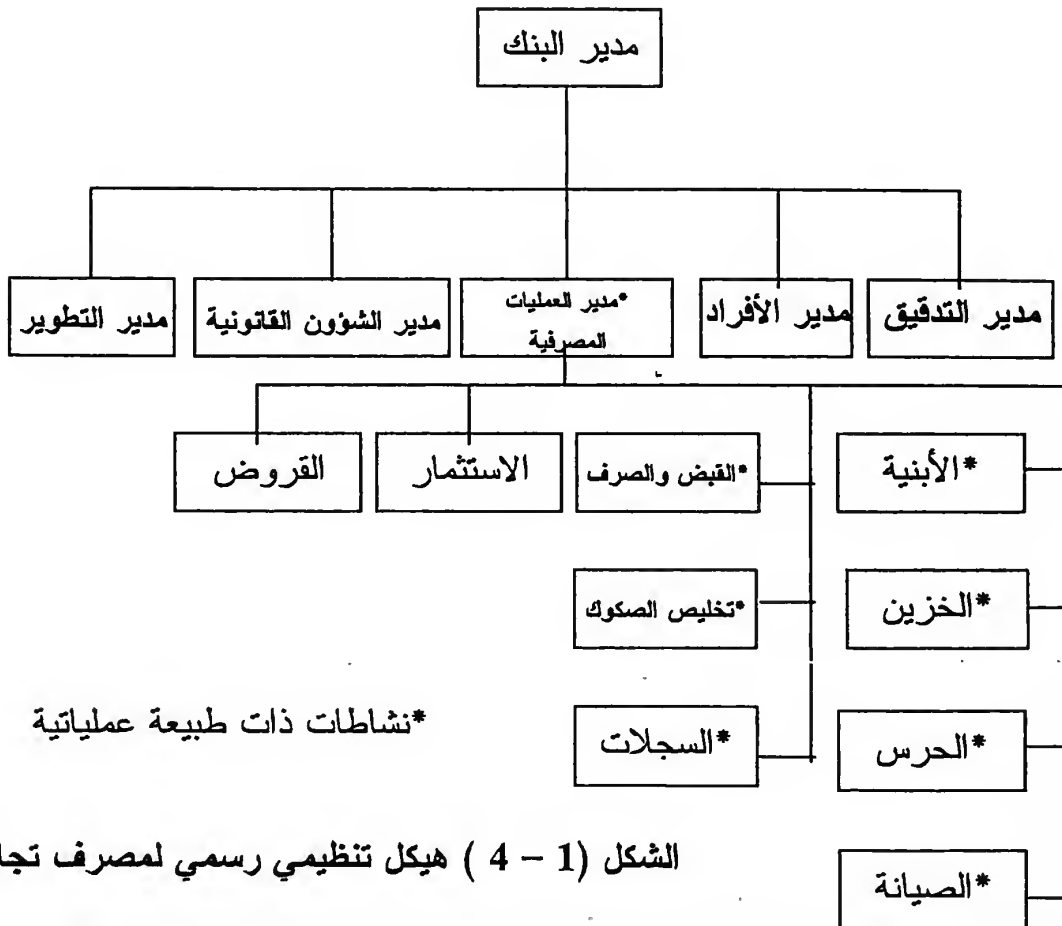 مدير البنك
مدير التدقيق
مدير الأفراد
*مدير العمليات
المصرفية
مدير الشؤون القانونية
مدير التطوير
*الأبنية
*القبض والصرف
الاستثمار
القروض
*الخزين
*تخليص الصكوك
*الحرس
*السجلات
*نشاطات ذات طبيعة عملياتية
*الصيانة
الشكل (1 – 4 ) هيكل تنظيمي رسمي لمصرف تجا